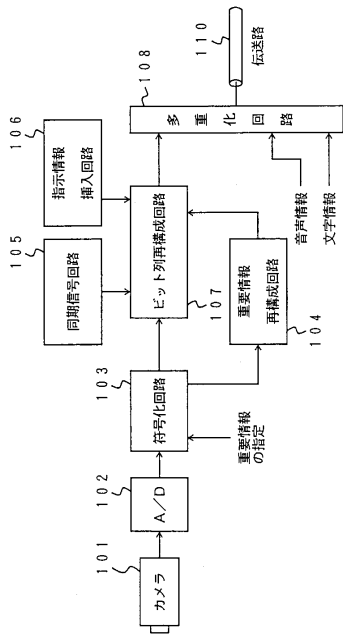 101
カメラ
102
A/D
103
符号化回路
重要情報
の指定
105
同期信号回路
106
指示情報
挿入回路
ビット列再構成回路
107
重要情報
再構成回路
104
音声情報
文字情報
108
多重化回路
110
伝送路